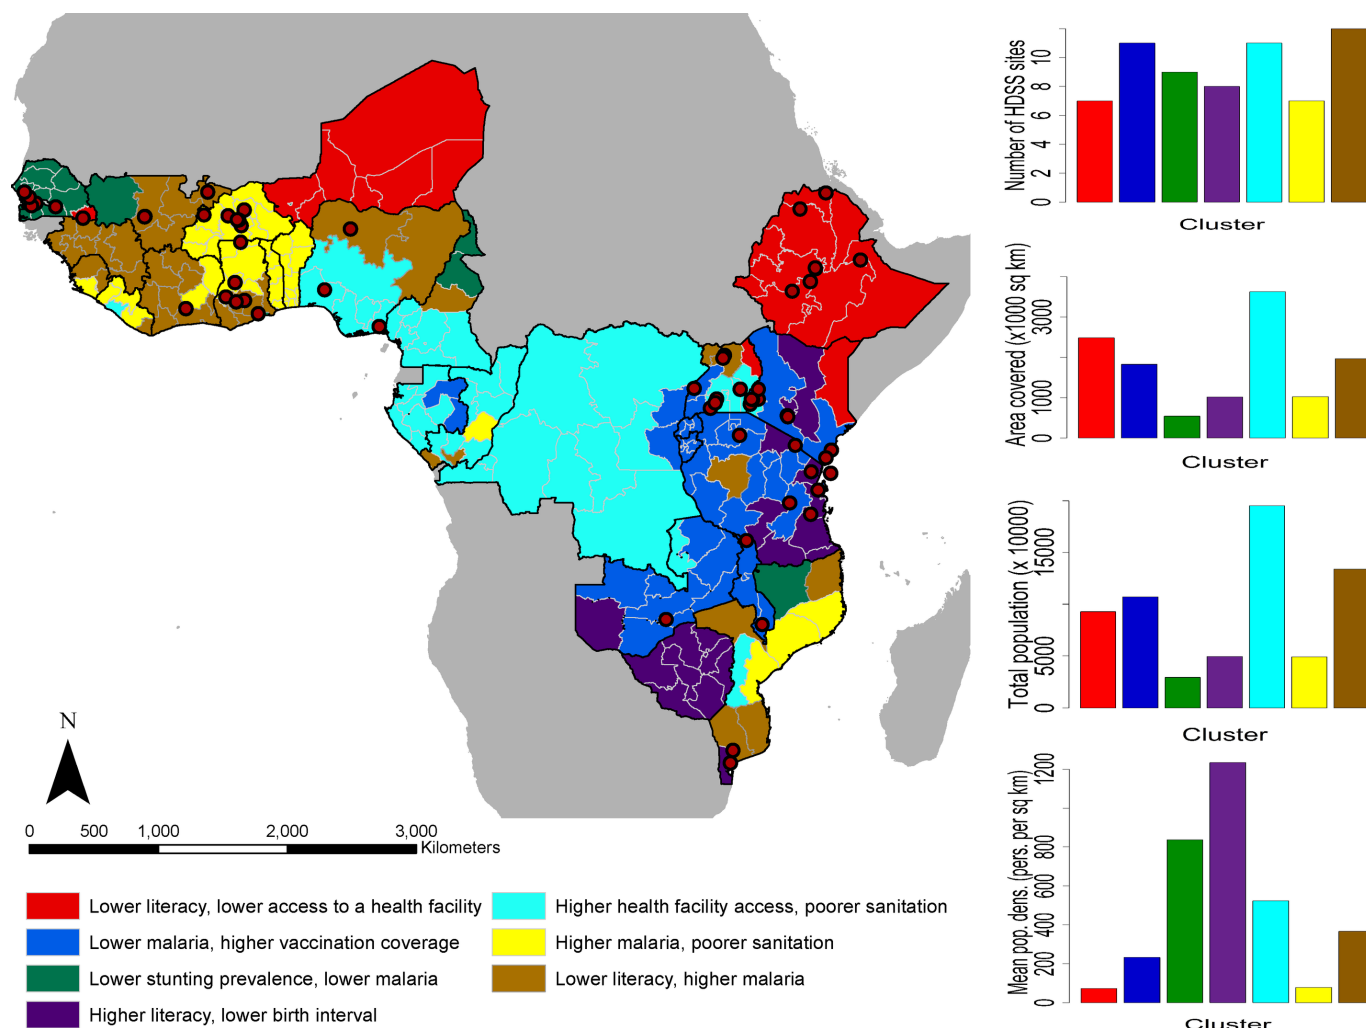 N
0 500 1,000 2,000 3,000
Kilometers
Lower literacy, lower access to a health facility
Lower malaria, higher vaccination coverage
Lower stunting prevalence, lower malaria
Higher literacy, lower birth interval
Higher health facility access, poorer sanitation
Higher malaria, poorer sanitation
Lower literacy, higher malaria
Number of HDSS sites
0 2 4 6 8 10
Cluster
Area covered (x1000 sq km)
0 1000 3000
Cluster
Total population (x 10000)
0 5000 15000
Cluster
Mean pop. dens. (pers. per sq km)
0 200 400 600 800 1200
Cluster